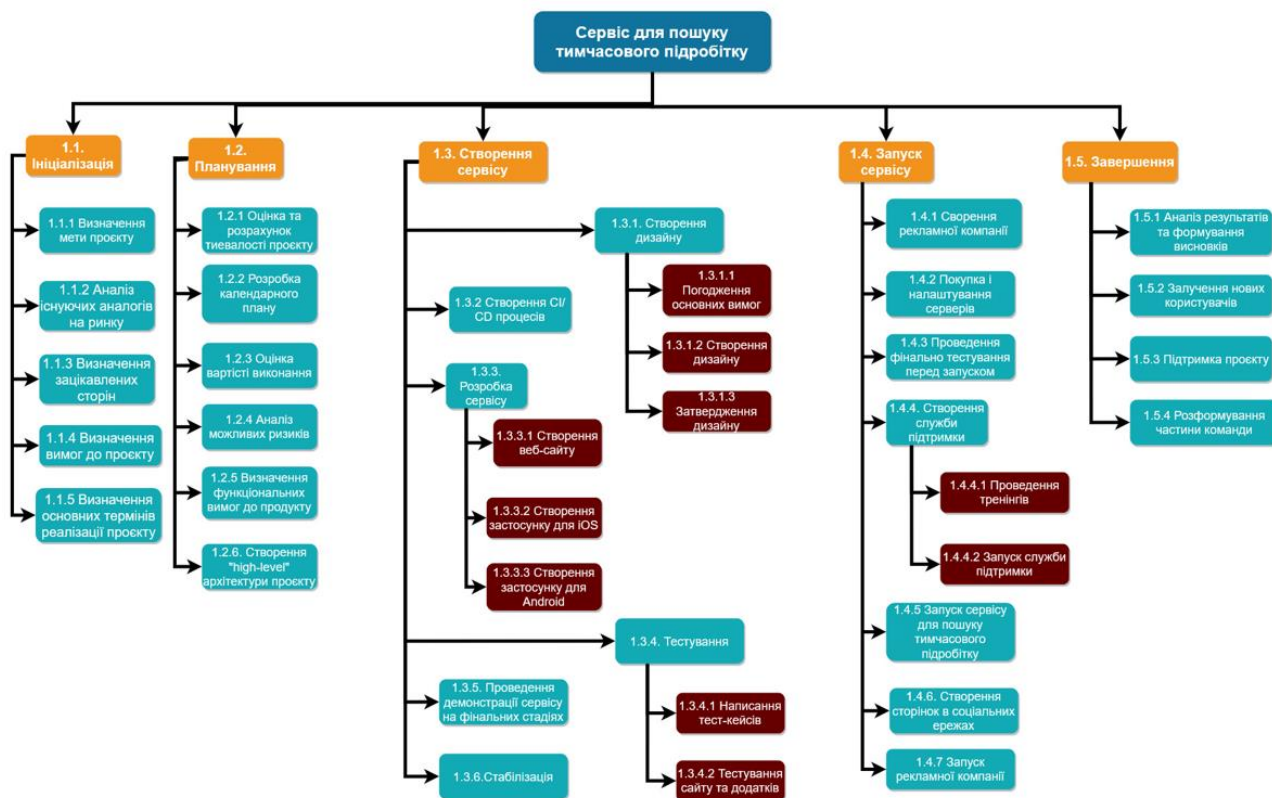 Сервіс для пошуку
тимчасового підробітку
1.1.
Ініціалізація
1.1.1 Визначення
мети проєкту
1.1.2 Аналіз
існуючих аналогів
на ринку
1.1.3 Визначення
зацікавлених
сторін
1.1.4 Визначення
вимог до проєкту
1.1.5 Визначення
основних термінів
реалізації проєкту
1.2.
Планування
1.2.1 Оцінка та
розрахунок
тиевалості проєкту
1.2.2 Розробка
календарного
плану
1.2.3 Оцінка
вартісті виконання
1.2.4 Аналіз
можливих ризиків
1.2.5 Визначення
функціональних
вимог до продукту
1.2.6. Створення
"high-level"
архітектури проєкту
1.3. Створення
сервісу
1.3.1. Створення
дизайну
1.3.1.1
Погодження
основних вимог
1.3.1.2 Створення
дизайну
1.3.1.3
Затвердження
дизайну
1.3.2 Створення CI/
CD процесів
1.3.3.
Розробка
сервісу
1.3.3.1 Створення
веб-сайту
1.3.3.2 Створення
застосунку для iOS
1.3.3.3 Створення
застосунку для
Android
1.3.4. Тестування
1.3.4.1 Написання
тест-кейсів
1.3.4.2 Тестування
сайту та додатків
1.3.5. Проведення
демонстрації сервісу
на фінальних стадіях
1.3.6.Стабілізація
1.4. Запуск
сервісу
1.4.1 Сворення
рекламної компанії
1.4.2 Покупка і
налаштування
серверів
1.4.3 Проведення
фінально тестування
перед запуском
1.4.4. Створення
служби
підтримки
1.4.4.1 Проведення
тренінгів
1.4.4.2 Запуск служби
підтримки
1.4.5 Запуск сервісу
для пошуку
тимчасового
підробітку
1.4.6. Створення
сторінок в соціальних
ережах
1.4.7 Запуск
рекламної компанії
1.5. Завершення
1.5.1 Аналіз результатів
та формування
висновків
1.5.2 Залучення нових
користувачів
1.5.3 Підтримка проєкту
1.5.4 Розформування
частини команди